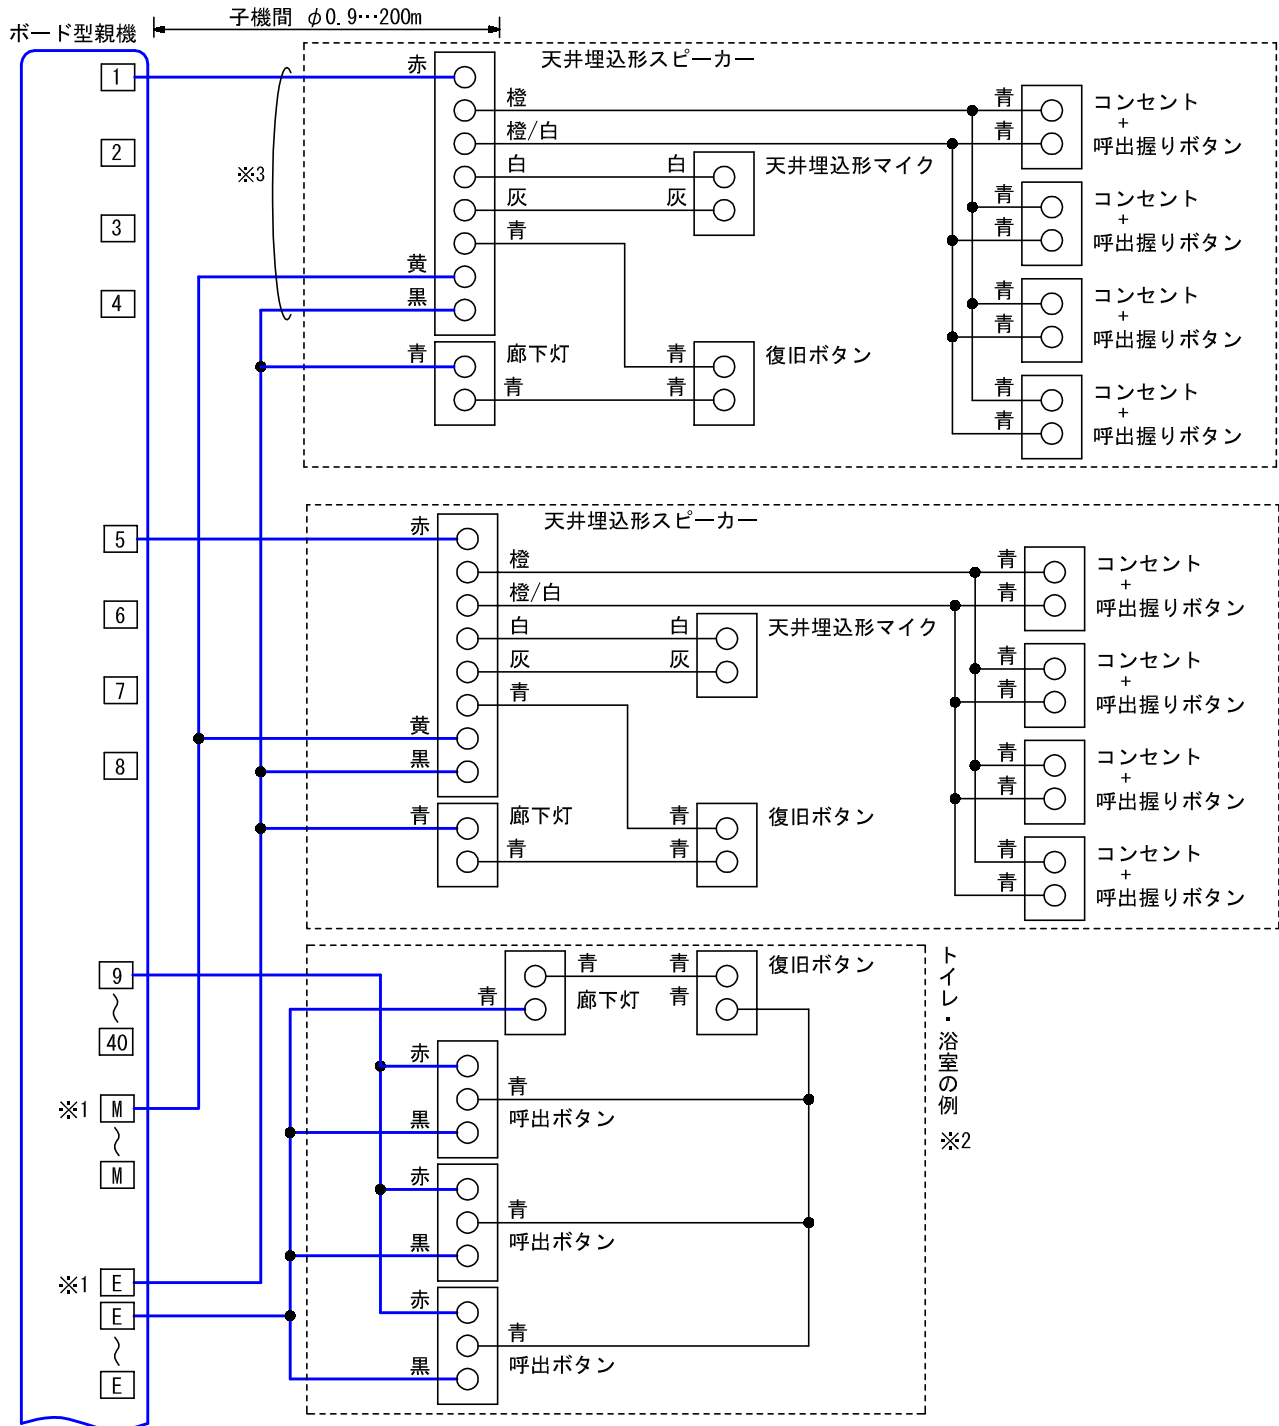 ボード型親機
子機間 φ0.9…200m
1
2
3
4
※3
天井埋込形スピーカー
赤
橙
橙/白
白
灰
青
黄
黒
白
灰
天井埋込形マイク
青
廊下灯
青
青
青
復旧ボタン
青
青
コンセント
+
呼出握りボタン
青
青
コンセント
+
呼出握りボタン
青
青
コンセント
+
呼出握りボタン
青
青
コンセント
+
呼出握りボタン
5
6
7
8
天井埋込形スピーカー
赤
橙
橙/白
白
灰
青
黄
黒
白
灰
天井埋込形マイク
青
廊下灯
青
青
青
復旧ボタン
青
青
コンセント
+
呼出握りボタン
青
青
コンセント
+
呼出握りボタン
青
青
コンセント
+
呼出握りボタン
青
青
コンセント
+
呼出握りボタン
9
〜
40
※1 M
〜
M
※1 E
E
〜
E
青
青
廊下灯
青
青
復旧ボタン
赤
青
呼出ボタン
黒
赤
青
呼出ボタン
黒
赤
青
呼出ボタン
黒
トイレ・浴室の例
※2